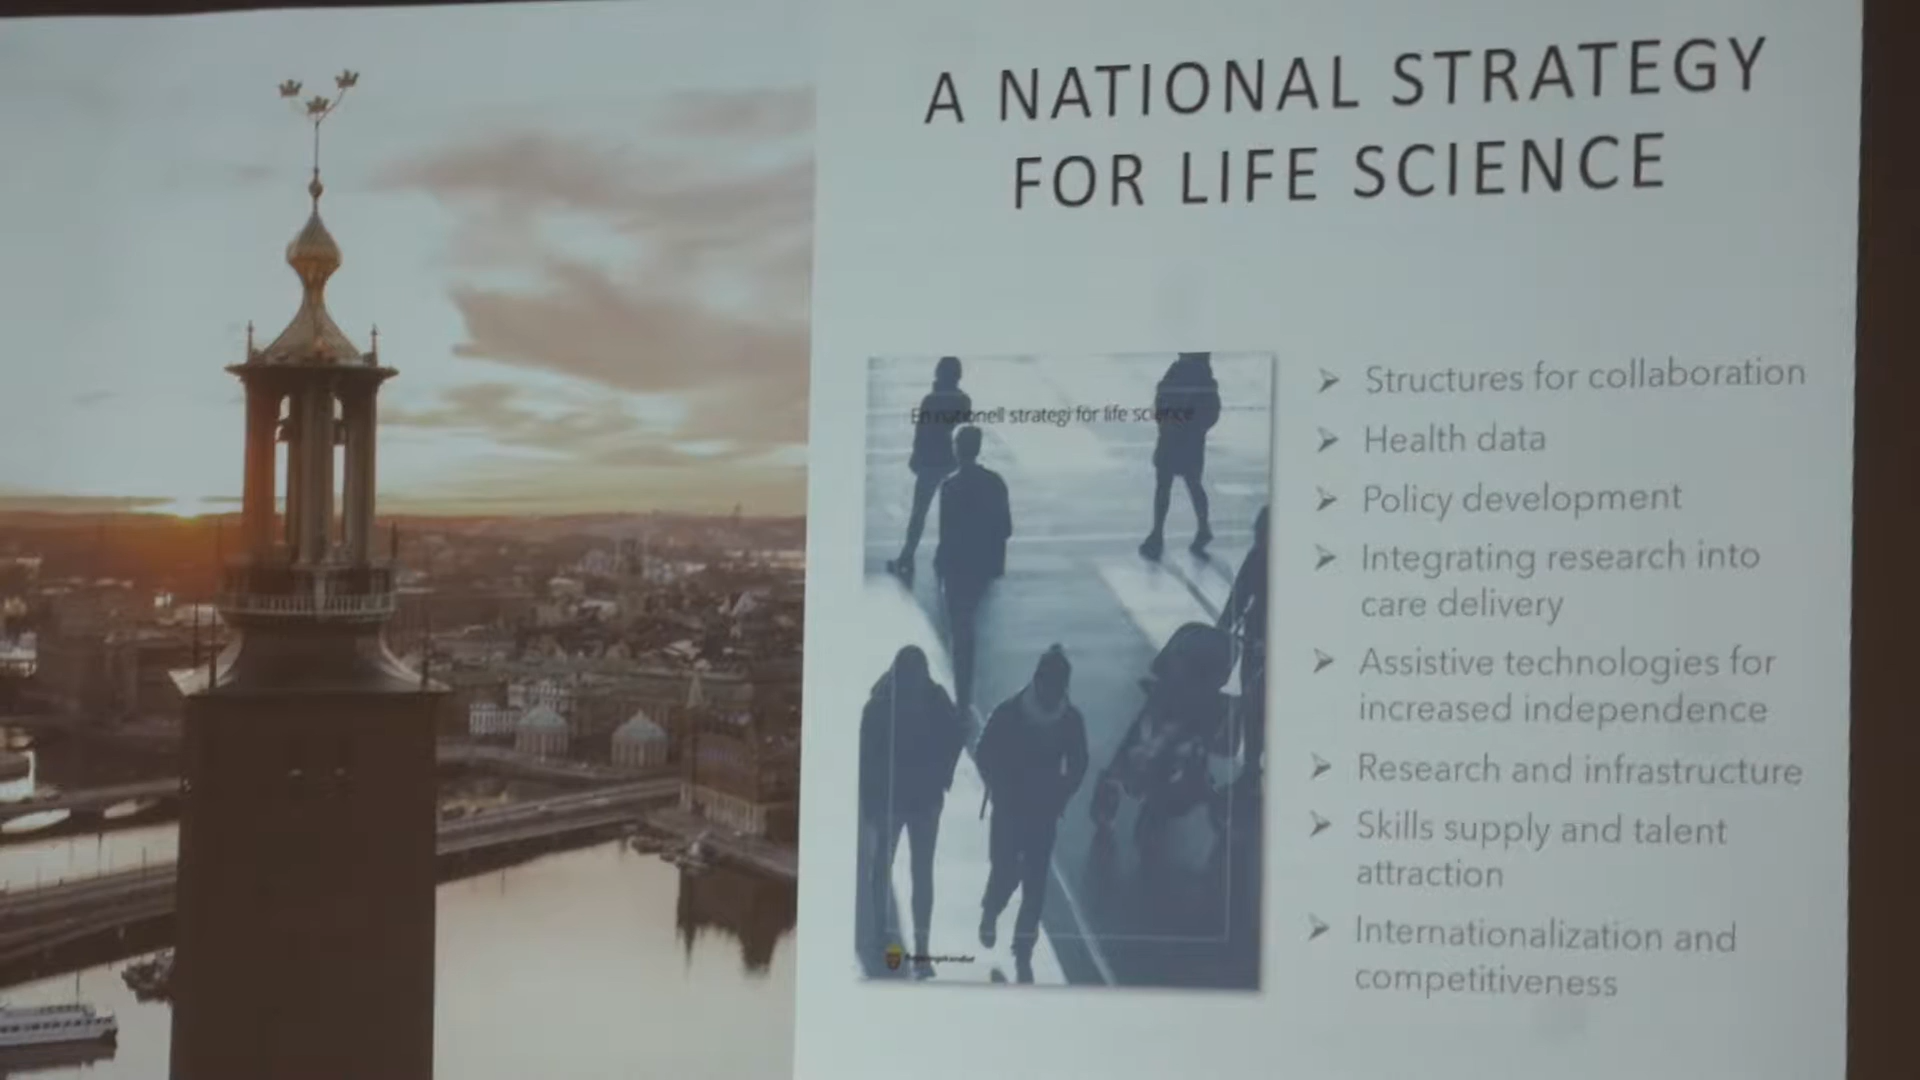 A NATIONAL STRATEGY
FOR LIFE SCIENCE
En nationell strategi för life science
Structures for collaboration
Health data
Policy development
Integrating research into
care delivery
Assistive technologies for
increased independence
Research and infrastructure
Skills supply and talent
attraction
Internationalization and
competitiveness